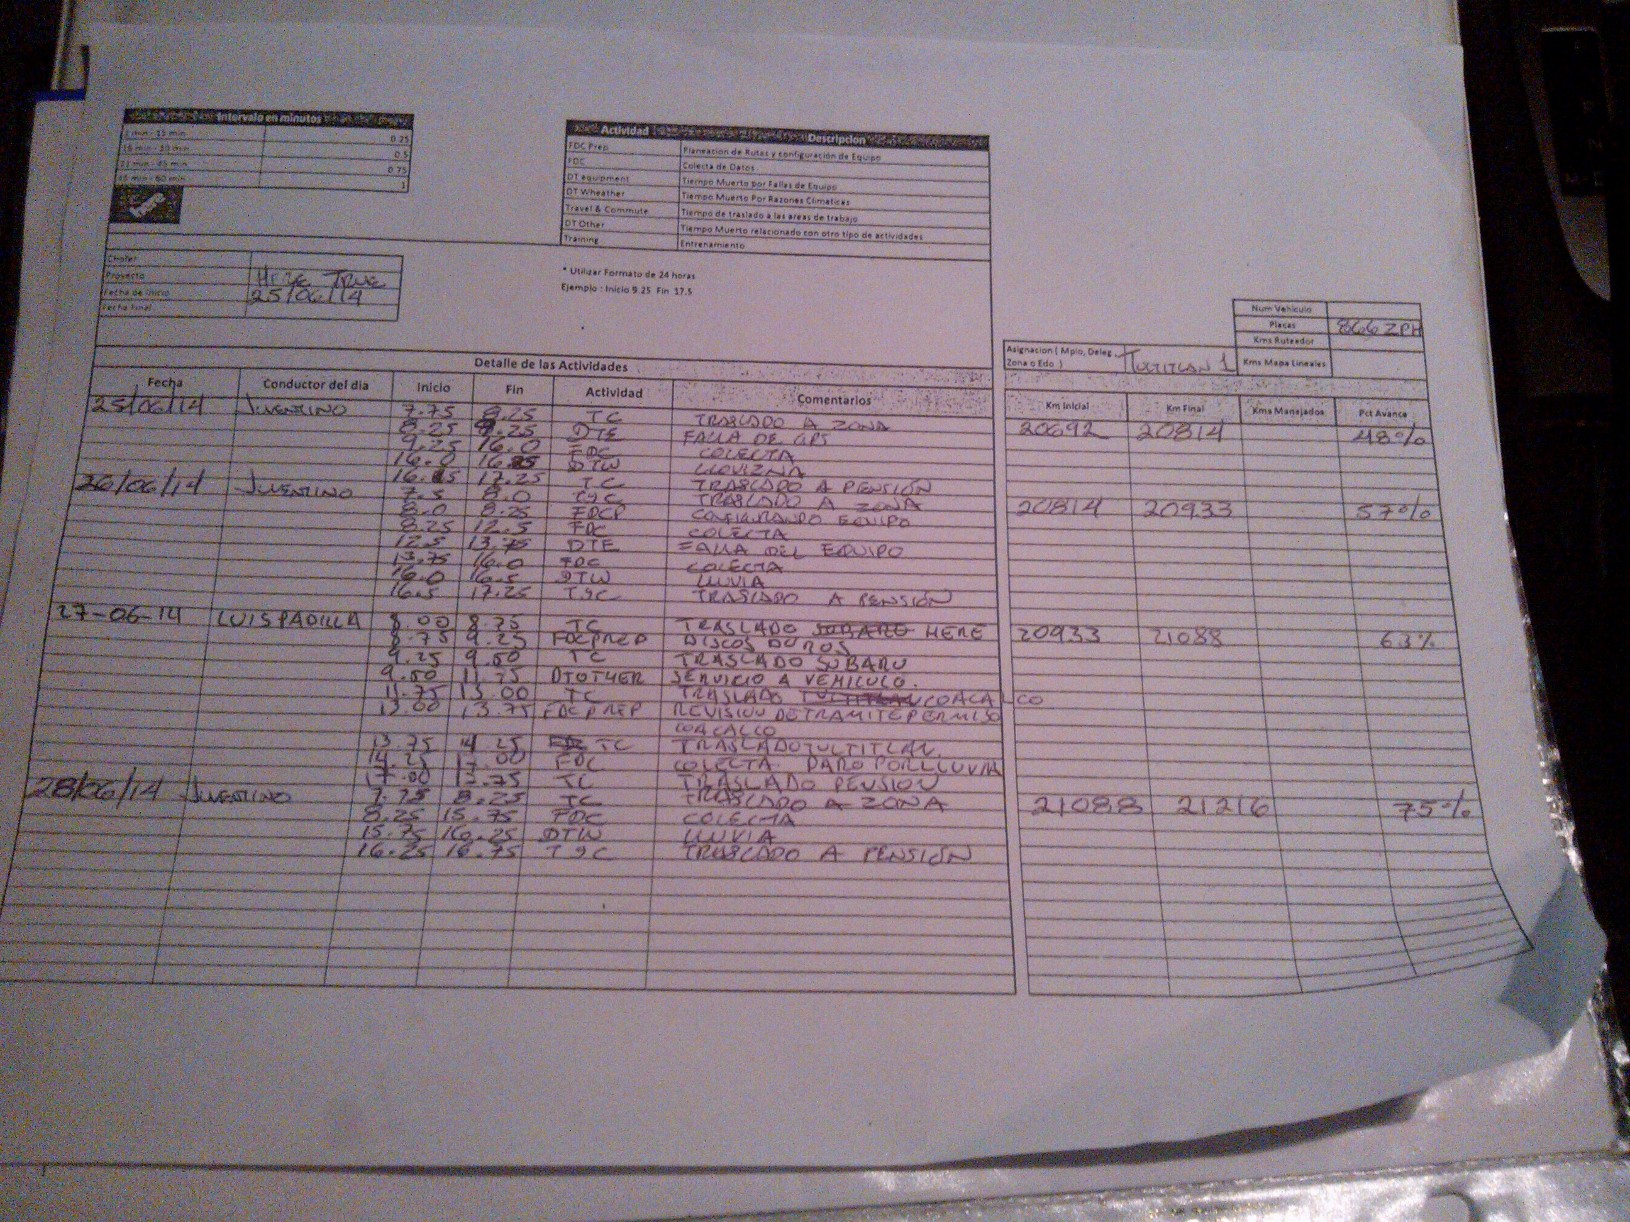 Intervalo en minutos
1 min - 15 min 0.25
16 min - 30 min 0.5
31 min - 45 min 0.75
46 min - 60 min 1
Actividad Descripcion
FDC Prep Planeacion de Rutas y configuración de Equipo
FDC Colecta de Datos
DT equipment Tiempo Muerto por Fallas de Equipo
DT Wheather Tiempo Muerto Por Razones Climaticas
Travel & Commute Tiempo de traslado a las areas de trabajo
DT Other Tiempo Muerto relacionado con otro tipo de actividades
Training Entrenamiento
* Utilizar Formato de 24 horas
Ejemplo : Inicio 9.25 Fin 17.5
Chofer
Proyecto HERE TRUE
Fecha de Inicio 25/06/14
Fecha Final
Num Vehiculo
Placas 866 ZPH
Kms Ruteador
Kms Mapa Lineales
Asignacion ( Mpio, Deleg, Zona o Edo ) TULTITLAN 1
Detalle de las Actividades
Fecha Conductor del dia Inicio Fin Actividad Comentarios Km Inicial Km Final Kms Manajados Pct Avance
25/06/14 JUVENTINO 7.75 8.25 TC TRASLADO A ZONA 20692 20814 48%
8.25 9.25 DTE FALLA DE GPS
9.25 16.0 FDC COLECTA
16.0 DTW LLOVIZNA
17.25 TC TRASLADO A PENSIÓN
26/06/14 JUVENTINO 7.5 8.0 TyC TRASLADO A ZONA 20814 20933 57%
8.0 8.25 FDCP CONFIGURANDO EQUIPO
8.25 12.5 FDC COLECTA
12.5 13.75 DTE FALLA DEL EQUIPO
13.75 16.0 FDC COLECTA
16.0 16.5 DTW LLUVIA
16.5 17.25 TyC TRASLADO A PENSIÓN
27-06-14 LUIS PADILLA 8.00 8.75 TC TRASLADO SUBARU HERE 20933 21088 63%
8.75 9.25 FDCPREP DISCOS DUROS
9.25 9.50 TC TRASLADO SUBARU
9.50 11.75 DTOTHER SERVICIO A VEHICULO.
11.75 13.00 TC TRASLADO TULTITLAN COACALCO
13.00 13.75 FDCPREP REVISION DE TRAMITE PERMISO
COACALCO
13.75 14.25 TC TRASLADO TULTITLAN.
14.25 17.00 FDC COLECTA PARO POR LLUVIA
17.00 17.75 TC TRASLADO PENSION
28/06/14 JUVENTINO 7.75 8.25 TC TRASLADO A ZONA 21088 21216 75%
8.25 15.75 FDC COLECTA
15.75 16.25 DTW LLUVIA
16.25 16.75 TyC TRASLADO A PENSIÓN